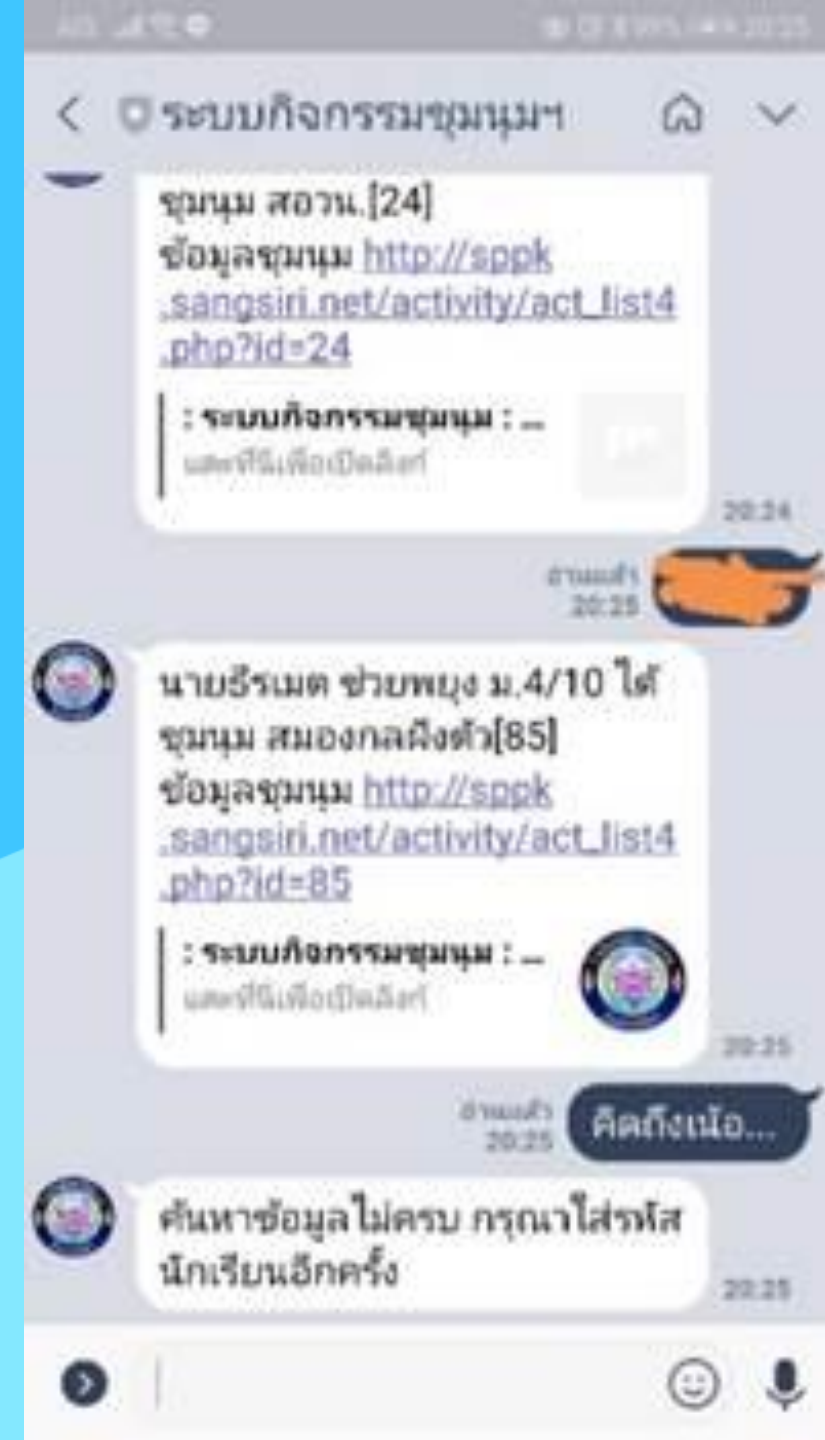 ระบบกิจกรรมชุมนุมฯ
ชุมนุม สอวน.[24]
ข้อมูลชุมนุม http://sppk
.sangsiri.net/activity/act_list4
.php?id=24
: ระบบกิจกรรมชุมนุม : ...
แตะที่นี่เพื่อเปิดลิงก์
20:24
อ่านแล้ว
20:25
นายธีรเมต ช่วยพยุง ม.4/10 ได้
ชุมนุม สมองกลฝังตัว[85]
ข้อมูลชุมนุม http://sppk
.sangsiri.net/activity/act_list4
.php?id=85
: ระบบกิจกรรมชุมนุม : ...
แตะที่นี่เพื่อเปิดลิงก์
20:25
อ่านแล้ว
20:25
คิดถึงเน้อ...
ค้นหาข้อมูลไม่ครบ กรุณาใส่รหัส
นักเรียนอีกครั้ง
20:25